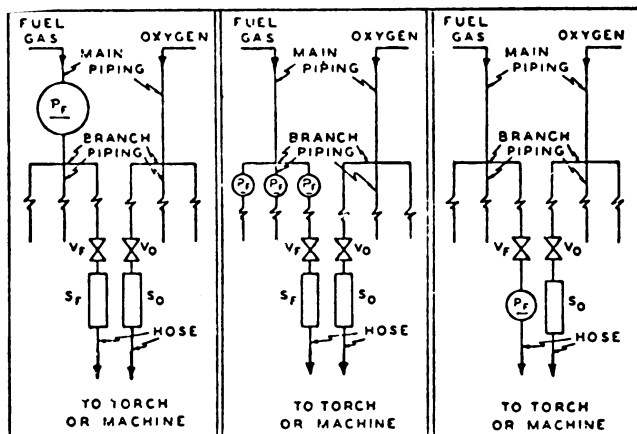 FUEL
GAS
OXYGEN
MAIN
PIPING
PF
BRANCH
PIPING
VF
VO
SF
SO
HOSE
TO TORCH
OR MACHINE
FUEL
GAS
OXYGEN
MAIN
PIPING
BRANCH
PIPING
PF
PF
PF
VF
VO
SF
SO
HOSE
TO TORCH
OR MACHINE
FUEL
GAS
OXYGEN
MAIN
PIPING
BRANCH
PIPING
VF
VO
PF
SO
HOSE
TO TORCH
OR MACHINE